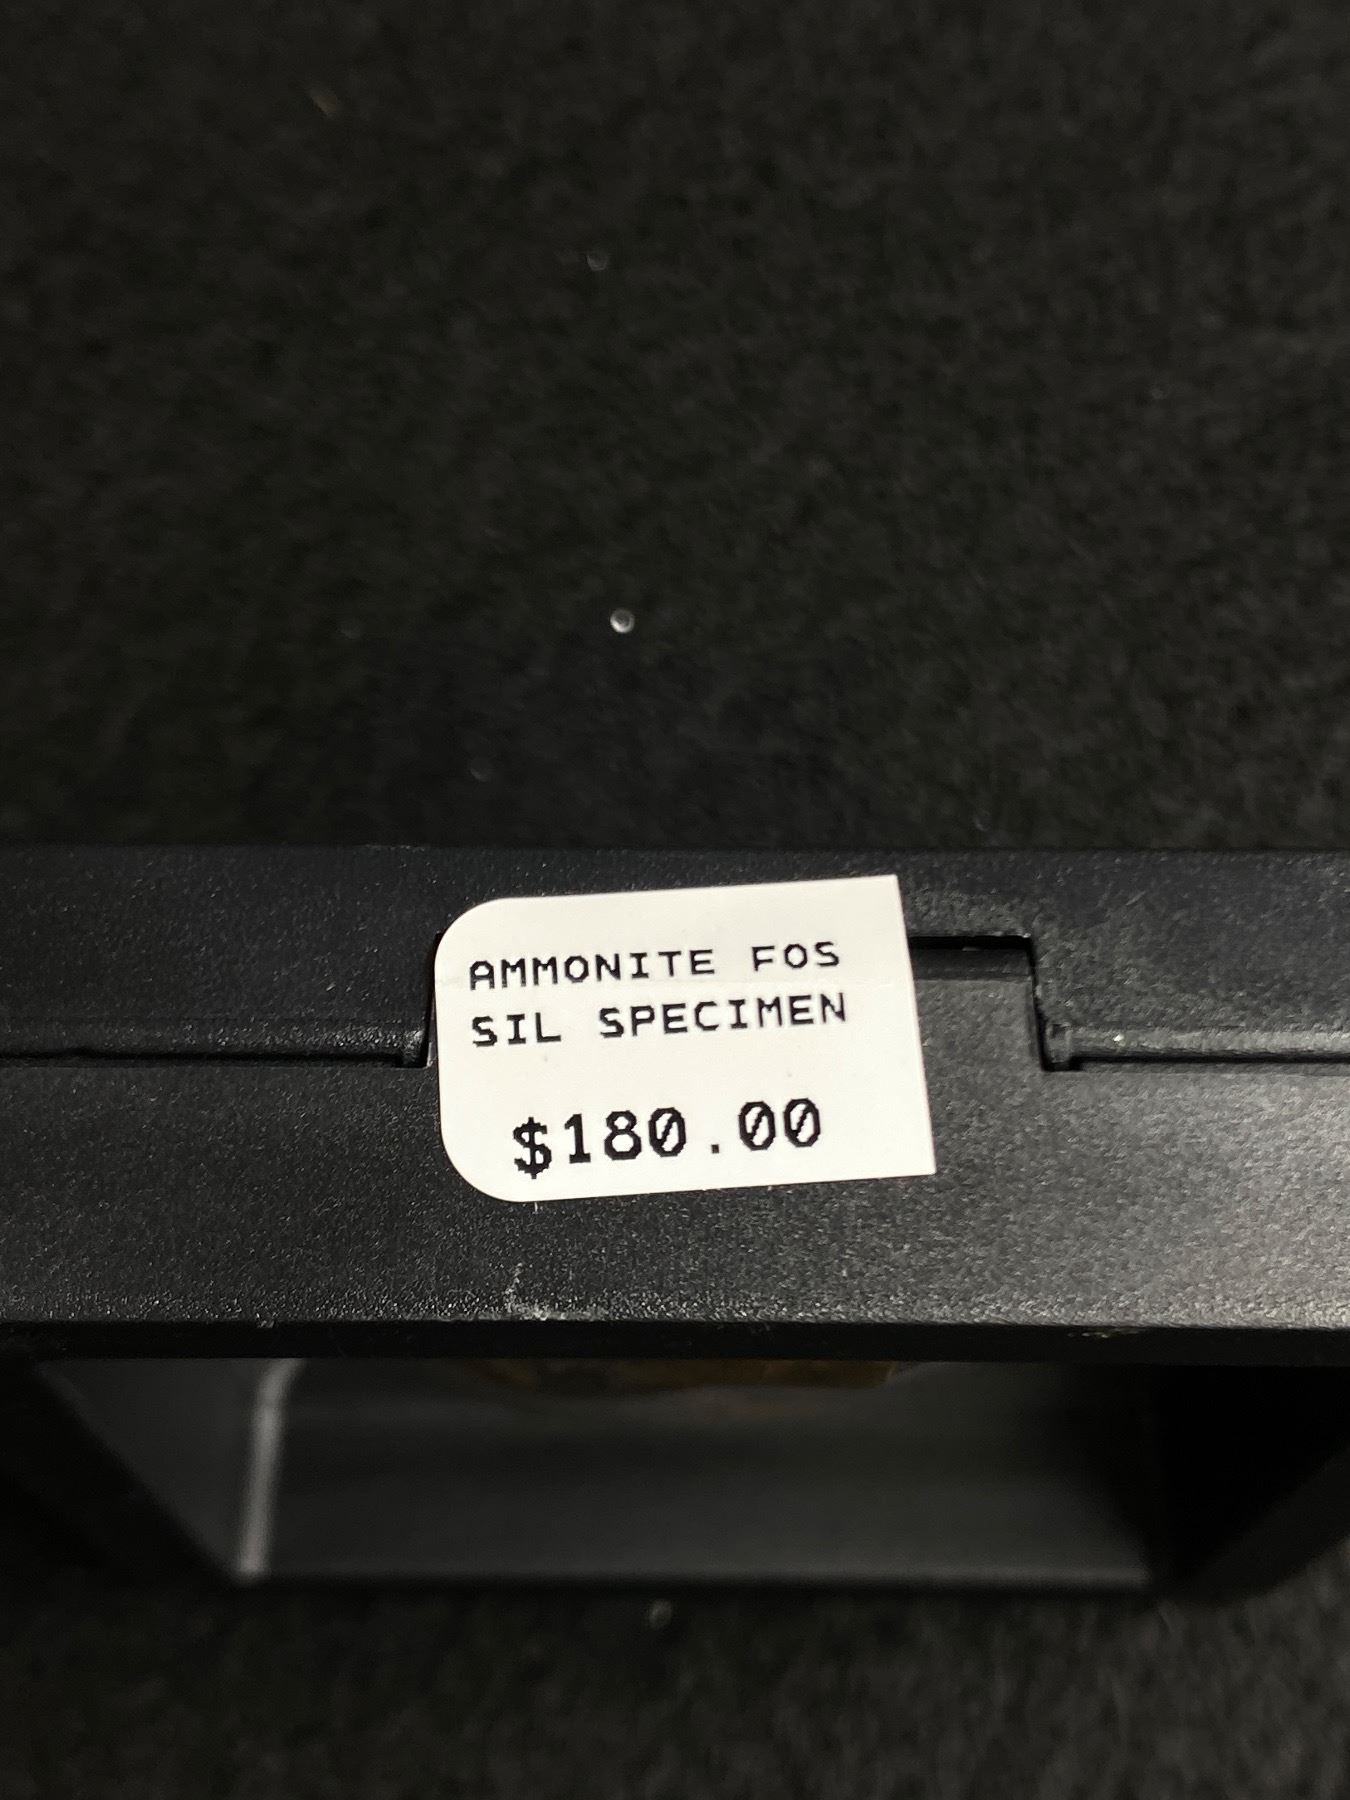 AMMONITE FOS
SIL SPECIMEN
$180.00